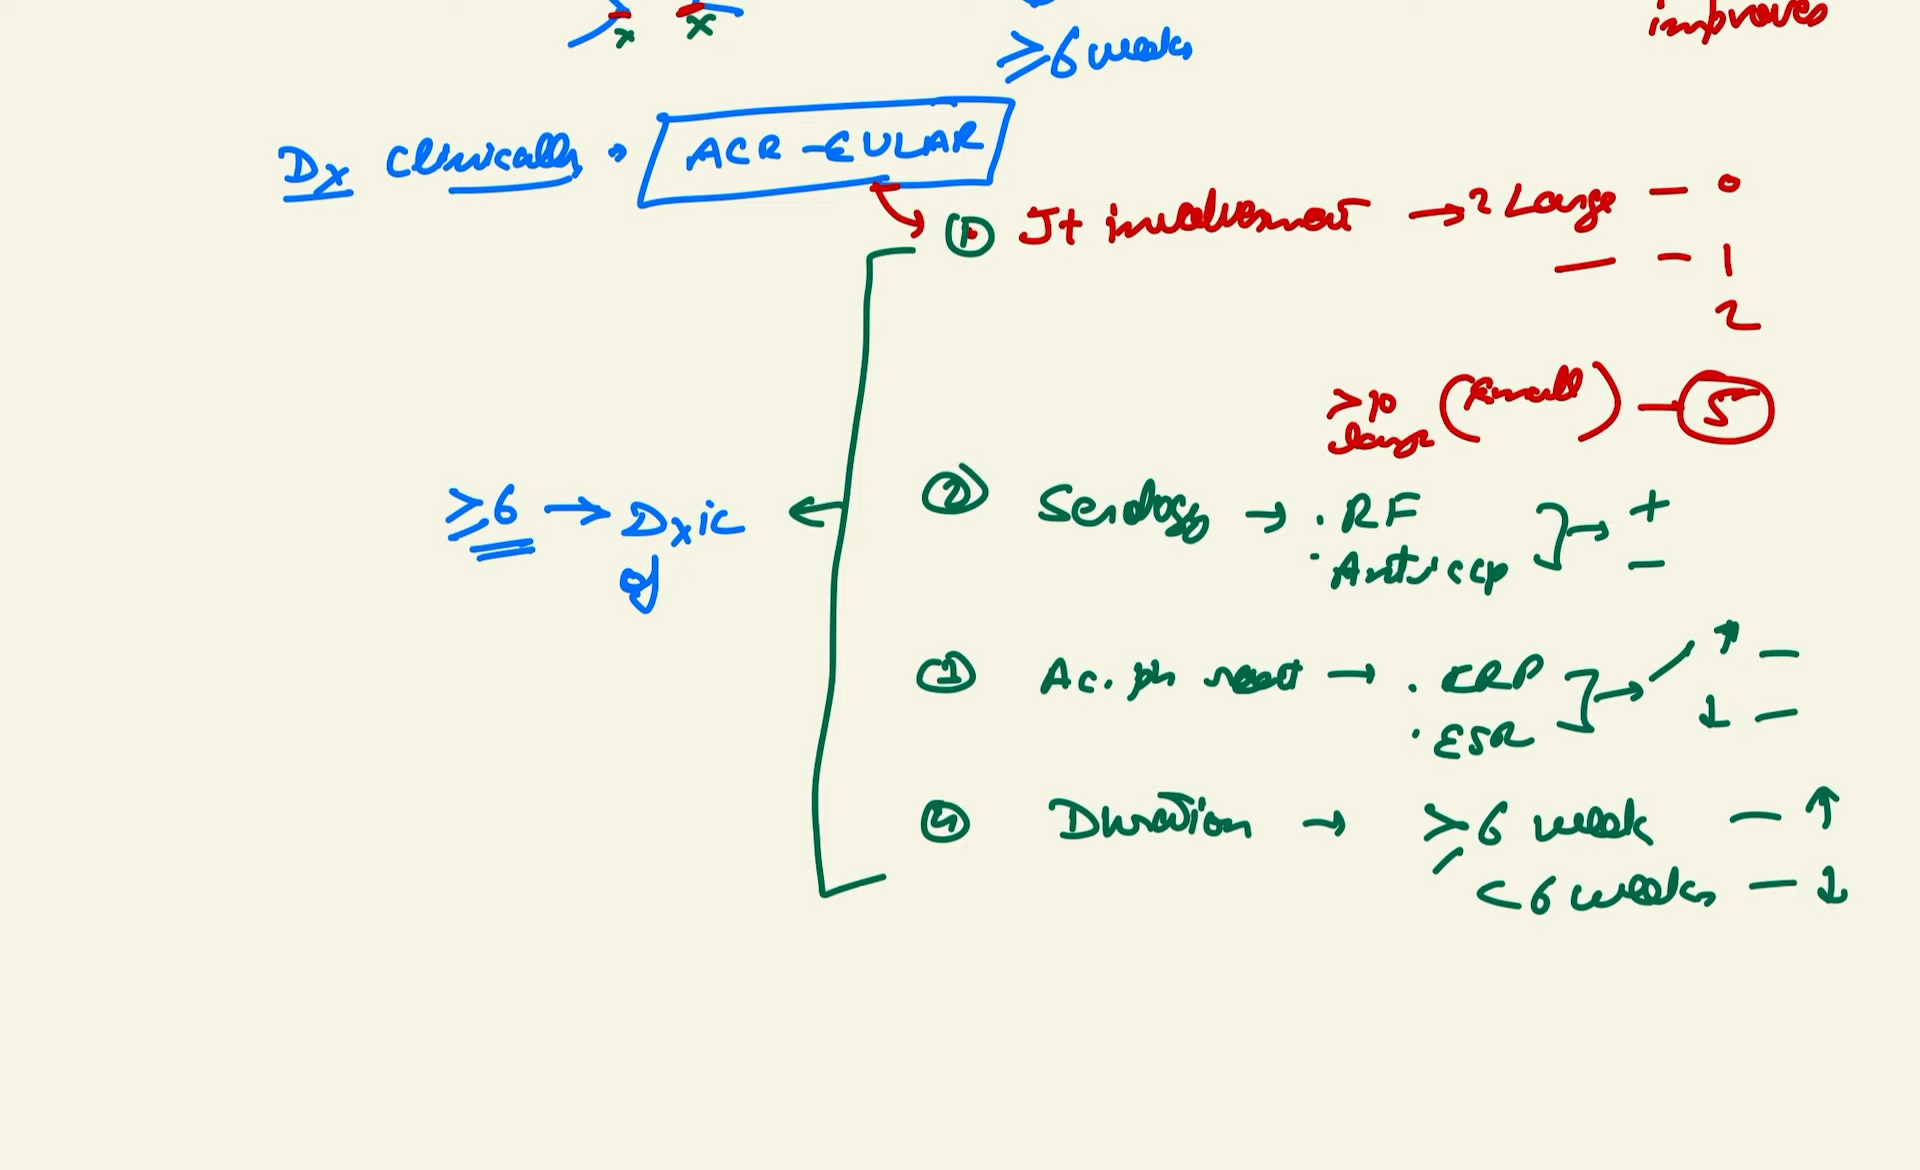 improves
x x
≥6 weeks
Dx Clinically → ACR-EULAR
① Jt involvement → 2 Large — 0
— — 1
2
>10 (small) — 5
large
② Serology → . RF } → +
. Anti-ccp −
≥6 → Dxic
of
Ac. ph react → . CRP } → ↑ —
. ESR ↓ —
④ Duration → ≥6 week — ↑
<6 weeks — ↓